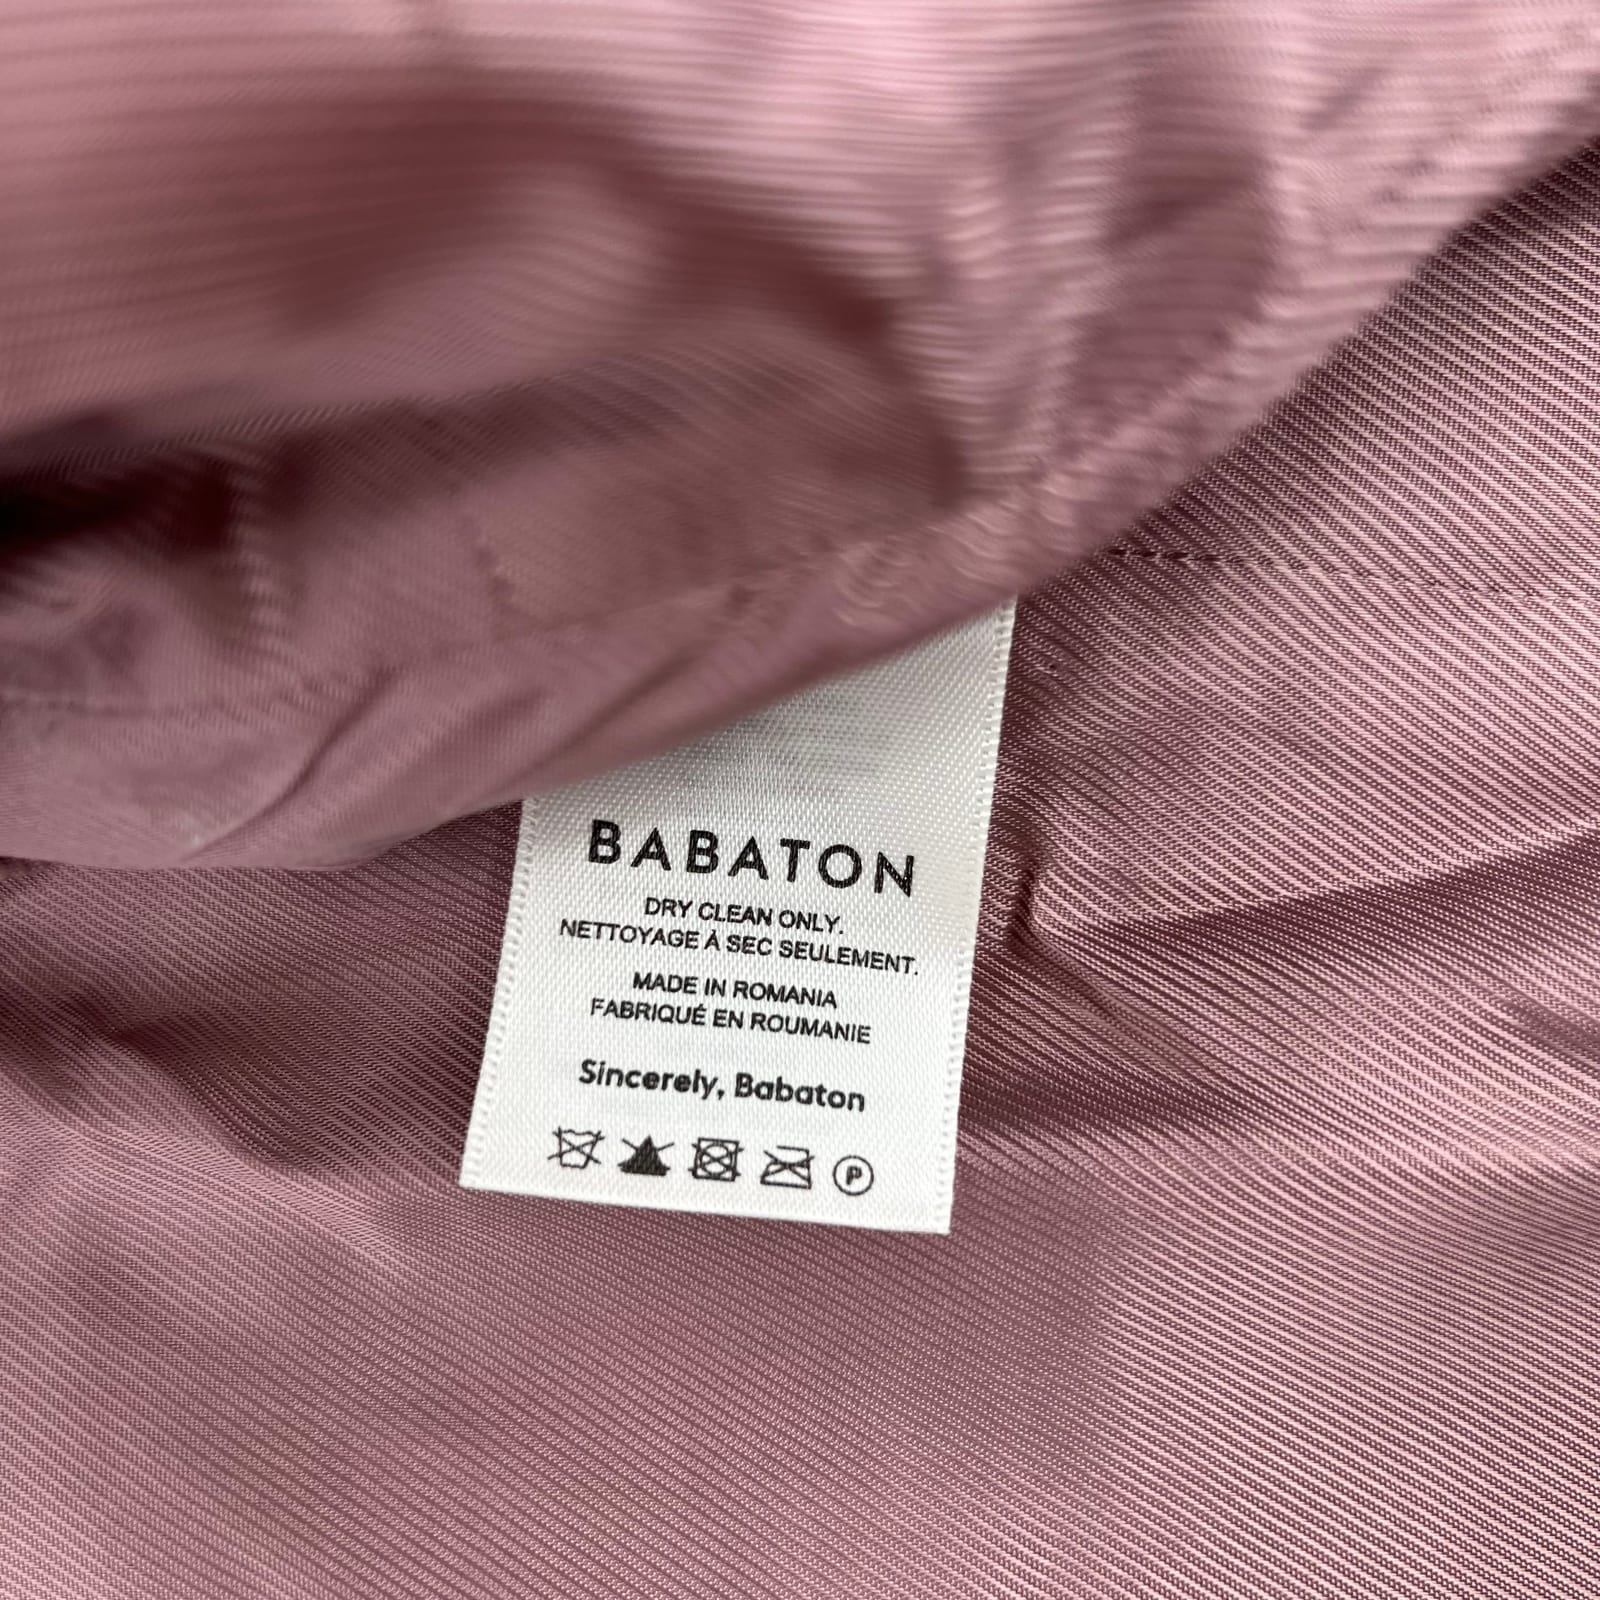 BABATON
DRY CLEAN ONLY.
NETTOYAGE À SEC SEULEMENT.
MADE IN ROMANIA
FABRIQUÉ EN ROUMANIE
Sincerely, Babaton
P